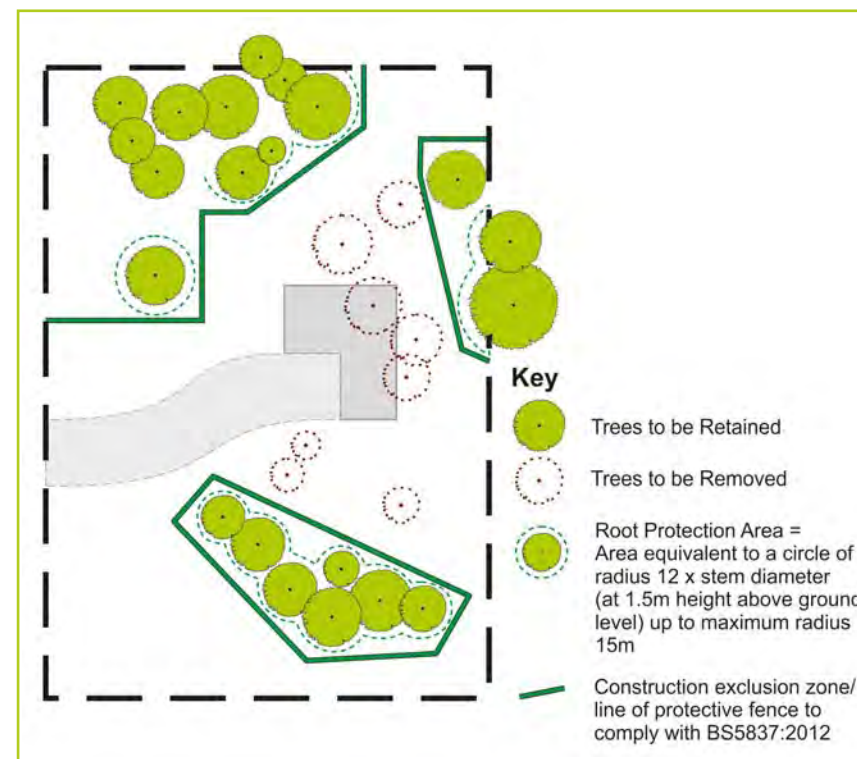 Key
Trees to be Retained
Trees to be Removed
Root Protection Area =
Area equivalent to a circle of
radius 12 x stem diameter
(at 1.5m height above ground
level) up to maximum radius
15m
Construction exclusion zone/
line of protective fence to
comply with BS5837:2012